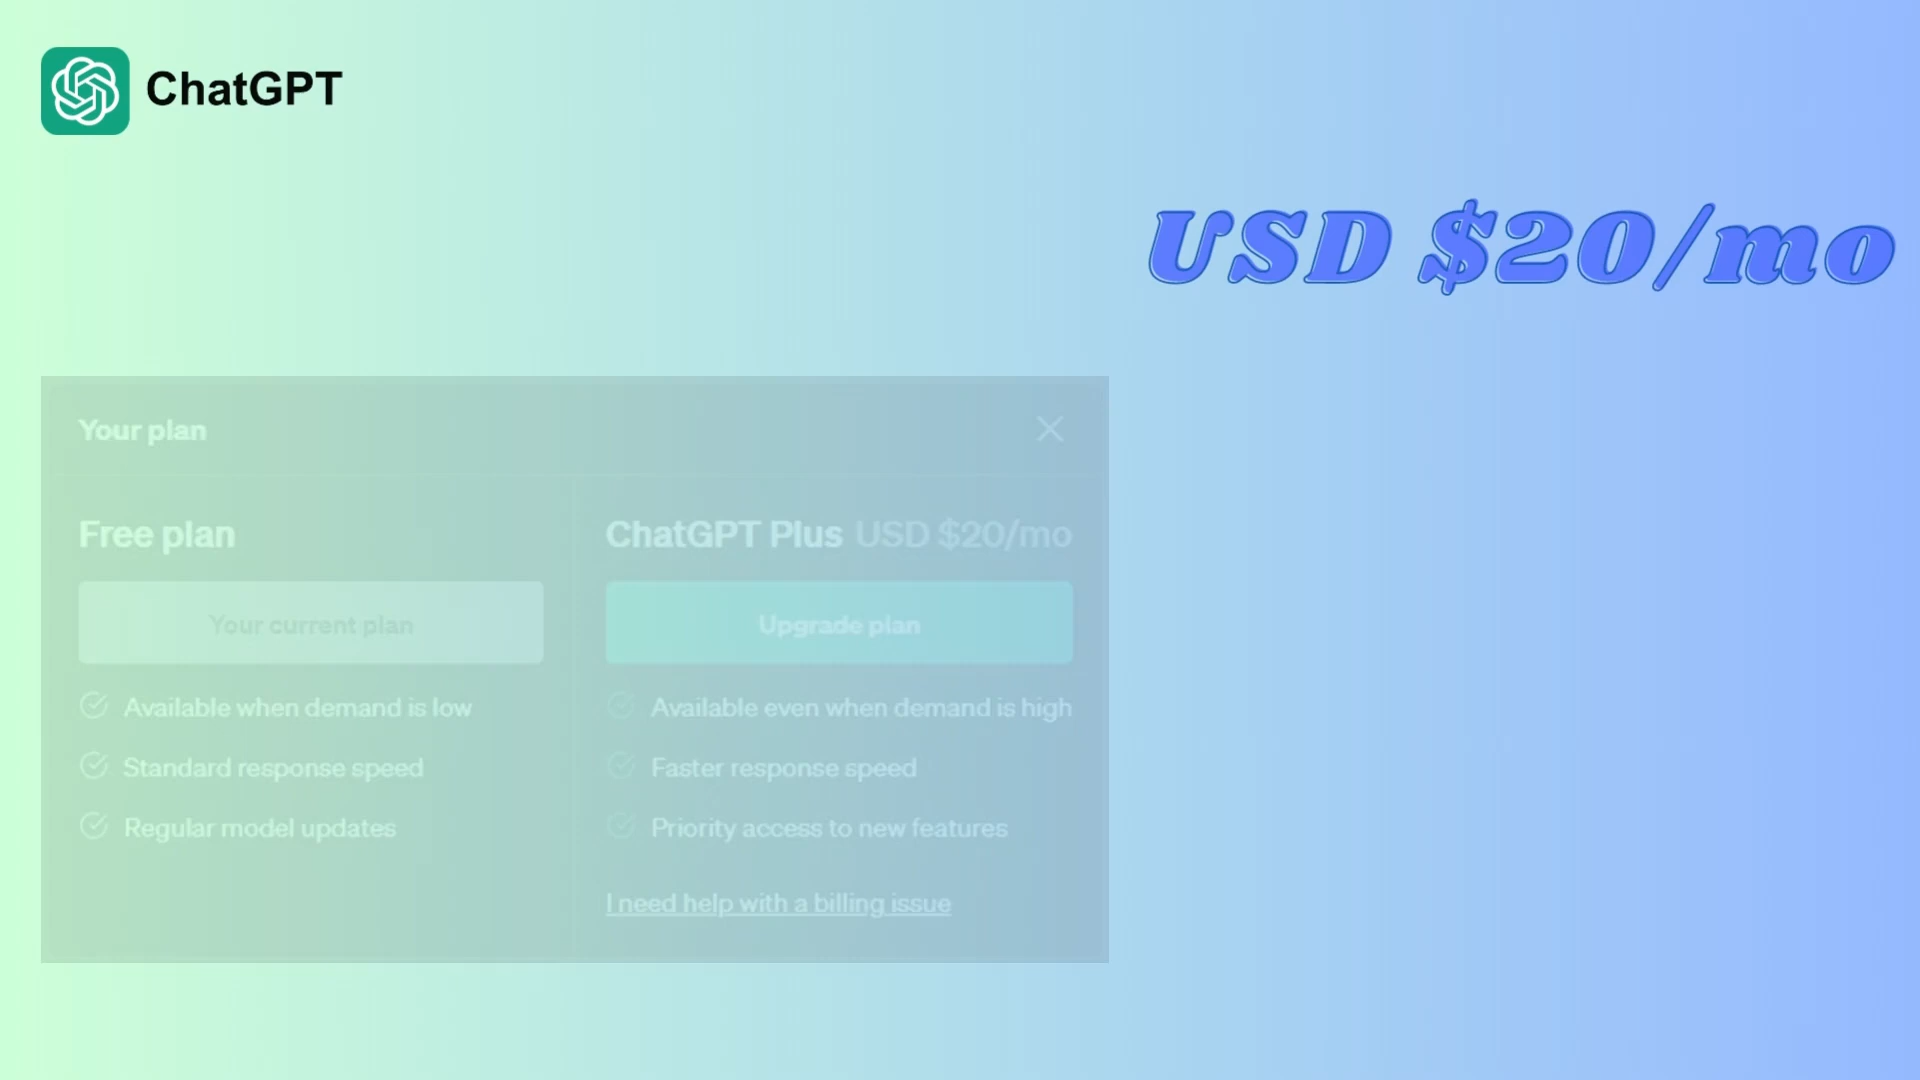 ChatGPT
USD $20/mo
Your plan
Free plan
Your current plan
Available when demand is low
Standard response speed
Regular model updates
ChatGPT Plus USD $20/mo
Upgrade plan
Available even when demand is high
Faster response speed
Priority access to new features
I need help with a billing issue